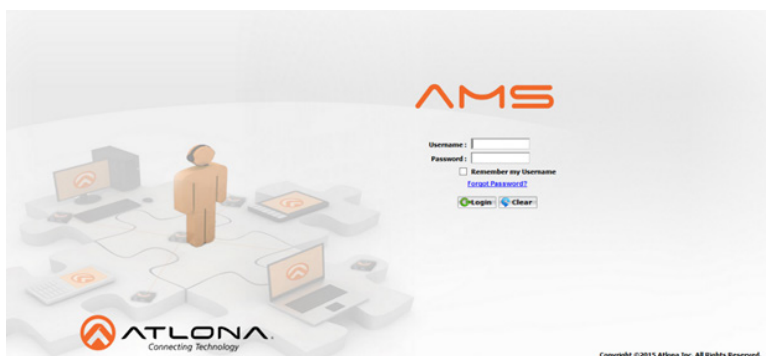 AMS
Username :
Password :
Remember my Username
Forgot Password?
Login Clear
ATLONA.
Connecting Technology
Copyright ©2015 Atlona Inc. All Rights Reserved